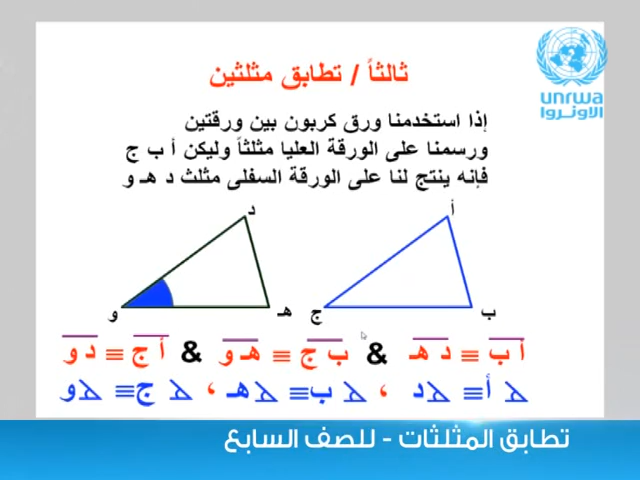 unrwa
الاونروا
ثالثاً / تطابق مثلثين
إذا استخدمنا ورق كربون بين ورقتين
ورسمنا على الورقة العليا مثلثاً وليكن أ ب ج
فإنه ينتج لنا على الورقة السفلى مثلث د هـ و
د
أ
و
هـ
ج
ب
أ ب ≡ د هـ & ب ج ≡ هـ و & أ ج ≡ د و
أ ≡ د ، ب ≡ هـ ، ج ≡ و
تطابق المثلثات - للصف السابع